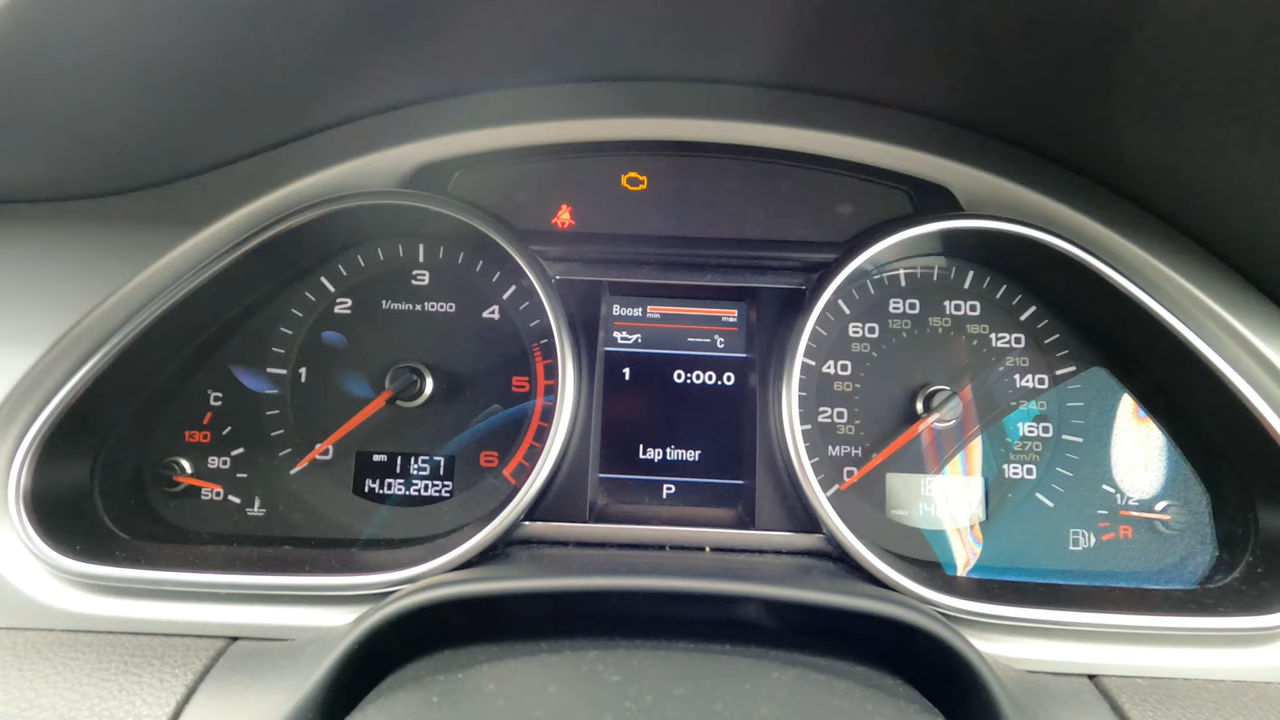 1/min x 1000
0
1
2
3
4
5
6
°C
130
90
50
am 11:57
14.06.2022
Boost
min max
--- °C
1 0:00.0
Lap timer
P
MPH
0
20
40
60
80
100
120
140
160
180
30
60
90
120
150
180
210
240
270
km/h
miles
1/2
R